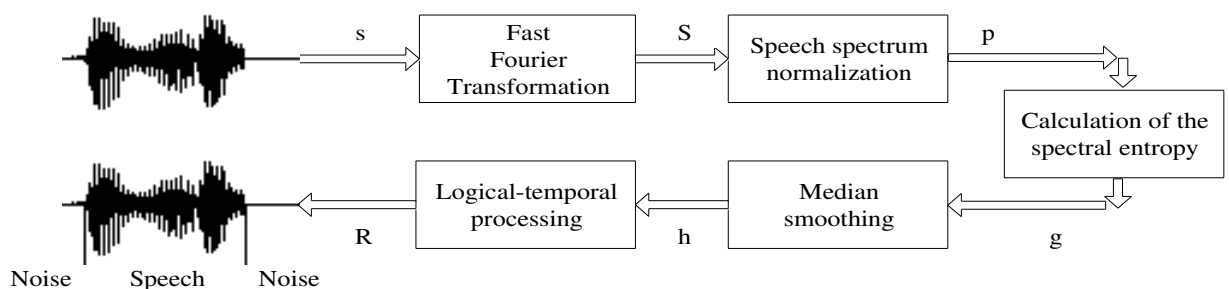 s
Fast
Fourier
Transformation
S
Speech spectrum
normalization
p
Calculation of the
spectral entropy
g
Median
smoothing
h
Logical-temporal
processing
R
Noise Speech Noise